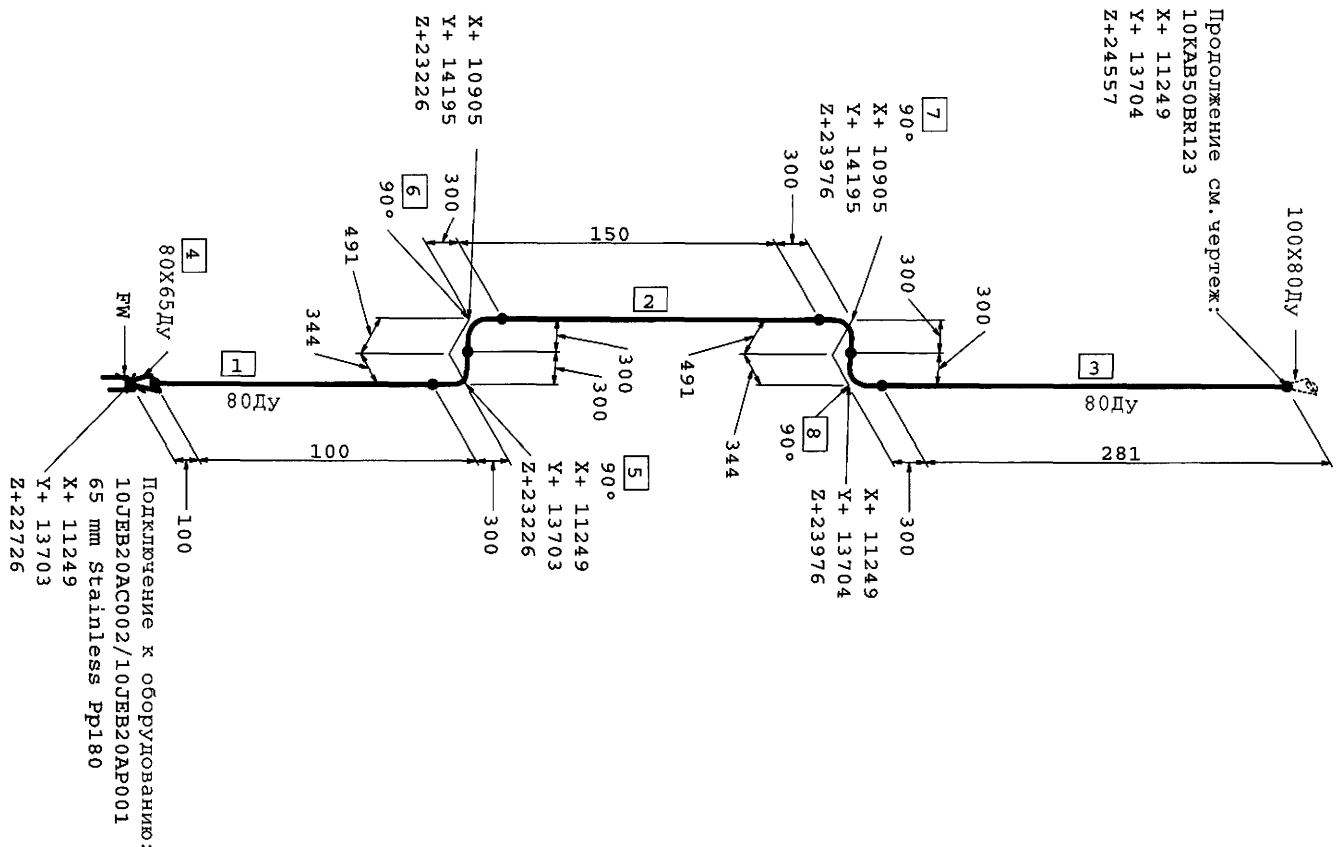 Продолжение см.чертеж:
10KAB50BR123
X+ 11249
Y+ 13704
Z+24557
100X80Ду
281
3
80Ду
300
300
300
7
90°
X+ 10905
Y+ 14195
Z+23976
300
8
90°
X+ 11249
Y+ 13704
Z+23976
491
344
150
2
300
300
X+ 10905
Y+ 14195
Z+23226
300
6
90°
491
344
5
90°
X+ 11249
Y+ 13703
Z+23226
300
100
1
80Ду
4
80X65Ду
FW
100
Подключение к оборудованию:
10JEB20AC002/10JEB20AP001
65 mm Stainless Pp180
X+ 11249
Y+ 13703
Z+22726